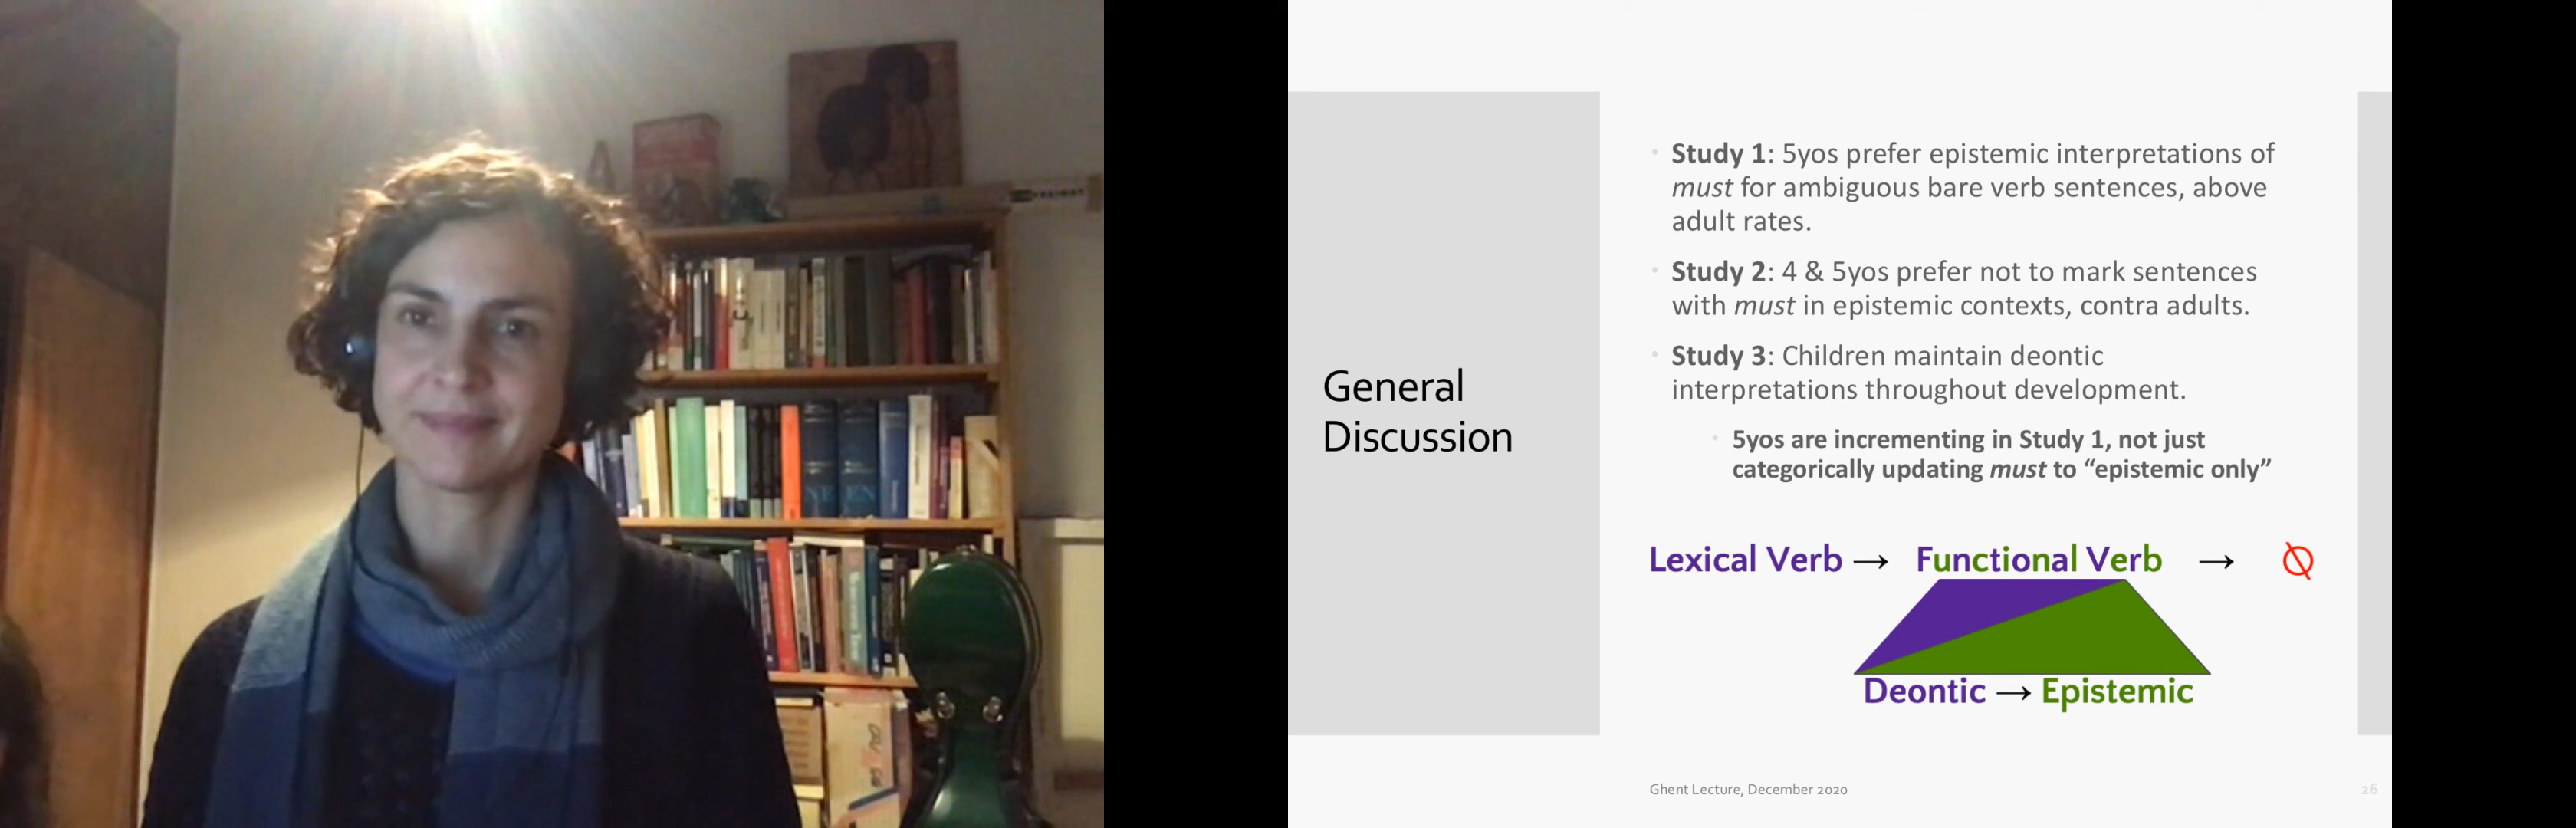 General
Discussion
Study 1: 5yos prefer epistemic interpretations of
must for ambiguous bare verb sentences, above
adult rates.
Study 2: 4 & 5yos prefer not to mark sentences
with must in epistemic contexts, contra adults.
Study 3: Children maintain deontic
interpretations throughout development.
5yos are incrementing in Study 1, not just
categorically updating must to “epistemic only”
Lexical Verb → Functional Verb → Ø
Deontic → Epistemic
Ghent Lecture, December 2020
26